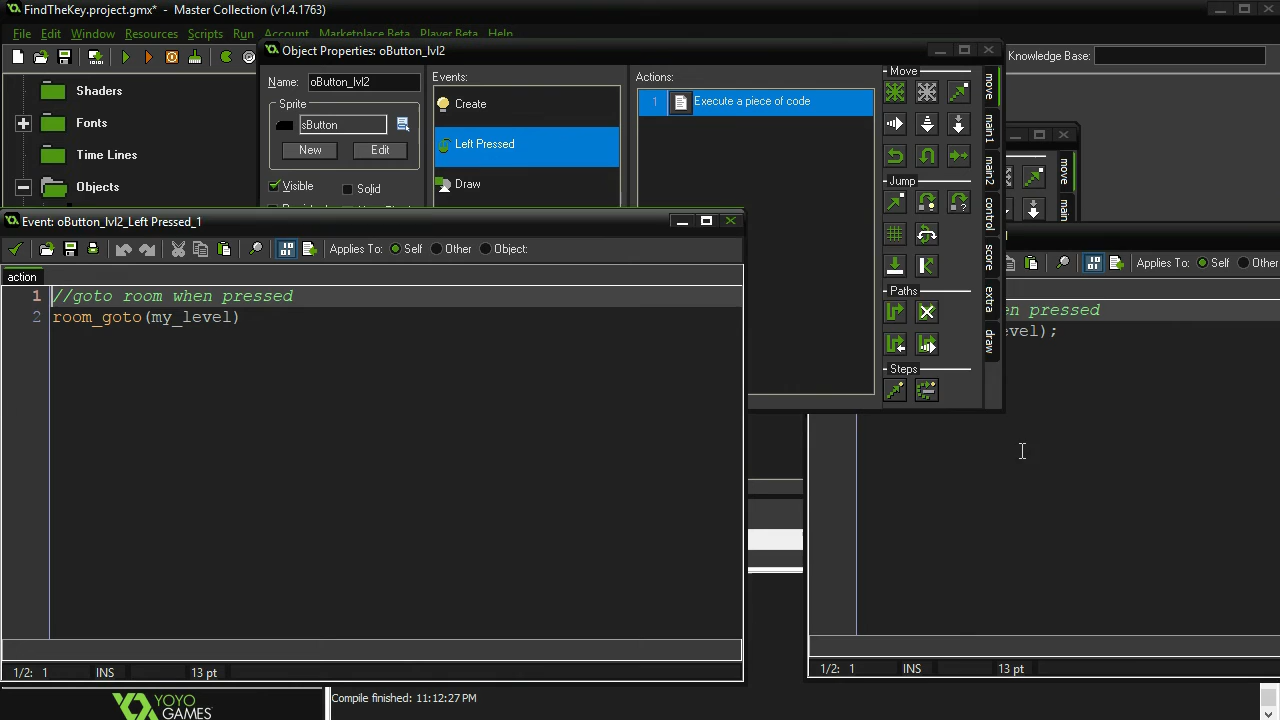 FindTheKey.project.gmx* - Master Collection (v1.4.1763)
File Edit Window Resources Scripts Run Account Marketplace Beta Player Beta Help
Object Properties: oButton_lvl2
Knowledge Base:
Shaders
Fonts
Time Lines
Objects
Name: oButton_lvl2
Sprite
sButton
New Edit
Visible Solid
Events:
Create
Left Pressed
Draw
Actions:
1 Execute a piece of code
Move
Jump
Paths
Steps
move
main1
main2
control
score
extra
draw
move
Event: oButton_lvl2_Left Pressed_1
Applies To: Self Other Object:
action
1 //goto room when pressed
2 room_goto(my_level)
1/2: 1 INS 13 pt
Applies To: Self Other
en pressed
evel);
1/2: 1 INS 13 pt
YOYO
GAMES
Compile finished: 11:12:27 PM